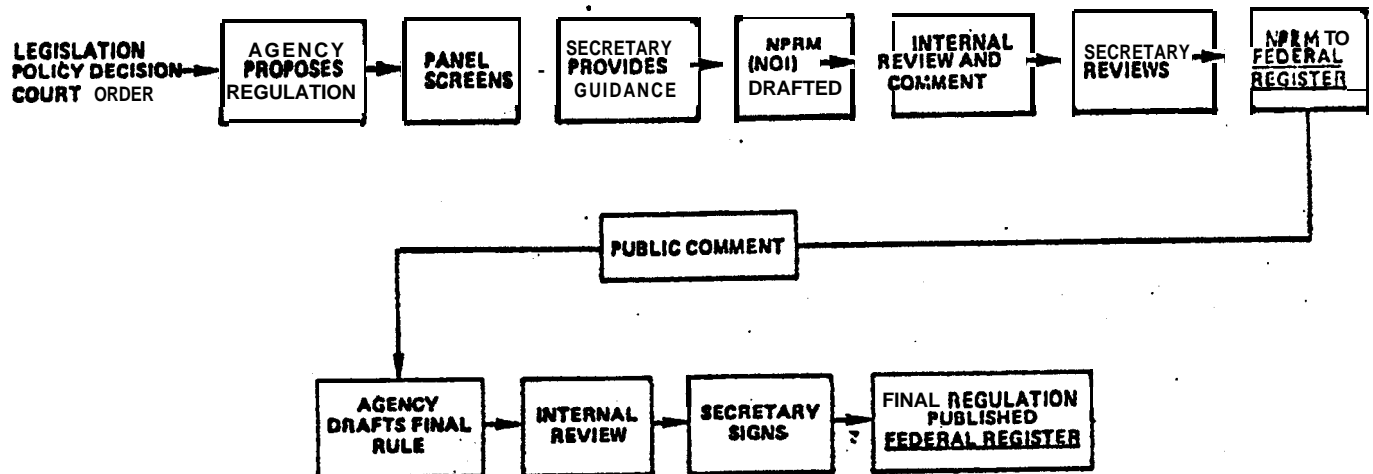 LEGISLATION
POLICY DECISION
COURT ORDER
AGENCY
PROPOSES
REGULATION
PANEL
SCREENS
SECRETARY
PROVIDES
GUIDANCE
NPRM
(NOI)
DRAFTED
INTERNAL
REVIEW AND
COMMENT
SECRETARY
REVIEWS
NPRM TO
FEDERAL
REGISTER
PUBLIC COMMENT
AGENCY
DRAFTS FINAL
RULE
INTERNAL
REVIEW
SECRETARY
SIGNS
FINAL REGULATION
PUBLISHED
FEDERAL REGISTER